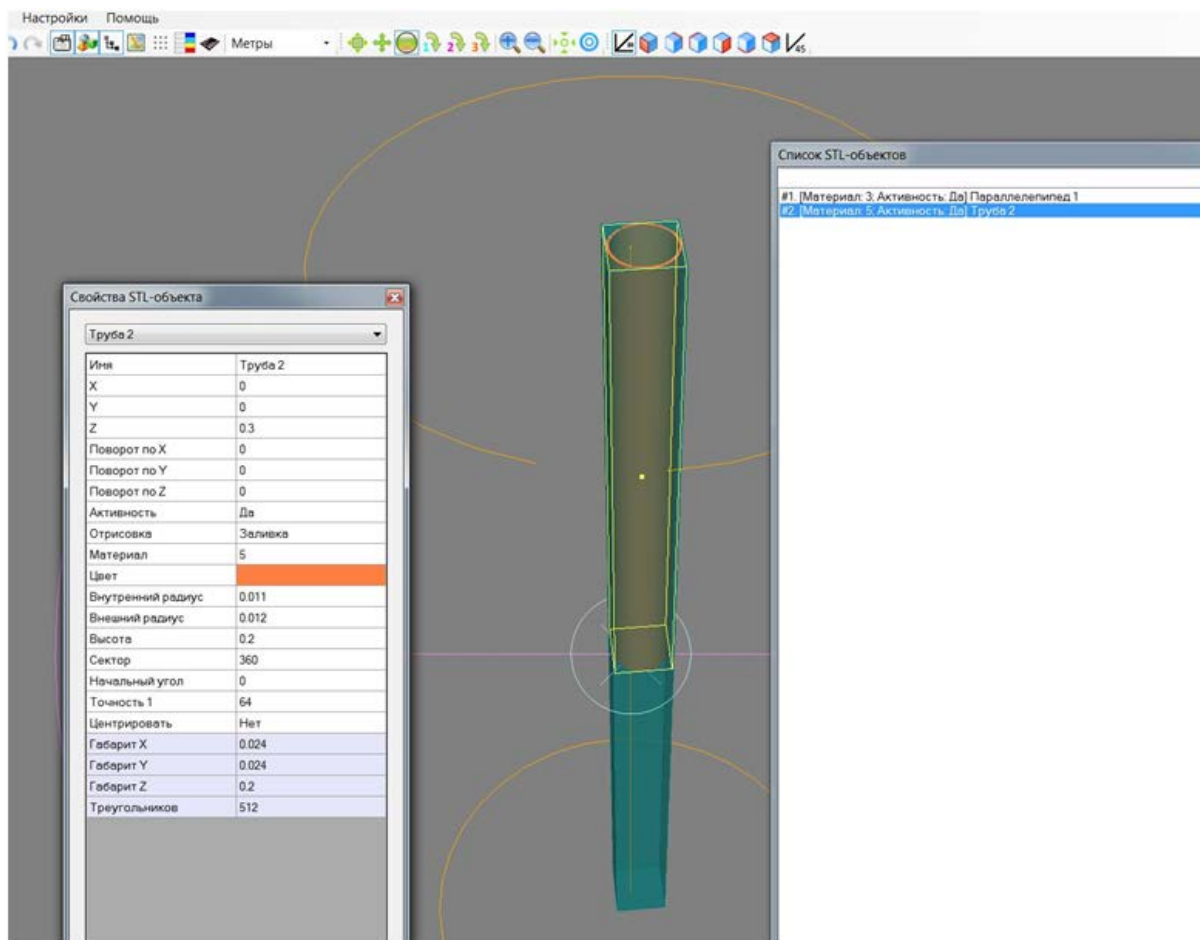 Настройки Помощь
Метры
45
Список STL-объектов
#1. [Материал: 3; Активность: Да] Параллелепипед 1
#2. [Материал: 5; Активность: Да] Труба 2
Свойства STL-объекта
Труба 2
Имя Труба 2
X 0
Y 0
Z 0.3
Поворот по X 0
Поворот по Y 0
Поворот по Z 0
Активность Да
Отрисовка Заливка
Материал 5
Цвет
Внутренний радиус 0.011
Внешний радиус 0.012
Высота 0.2
Сектор 360
Начальный угол 0
Точность 1 64
Центрировать Нет
Габарит X 0.024
Габарит Y 0.024
Габарит Z 0.2
Треугольников 512